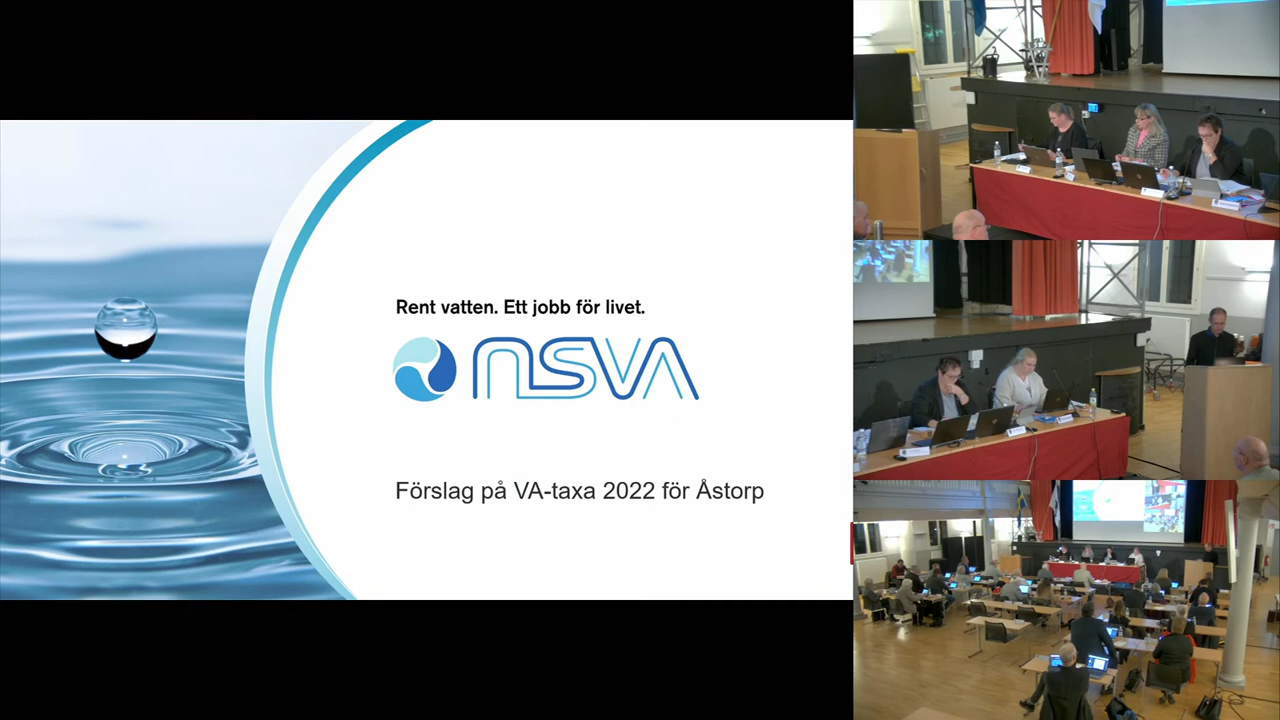 Rent vatten. Ett jobb för livet.
NSVA
Förslag på VA-taxa 2022 för Åstorp